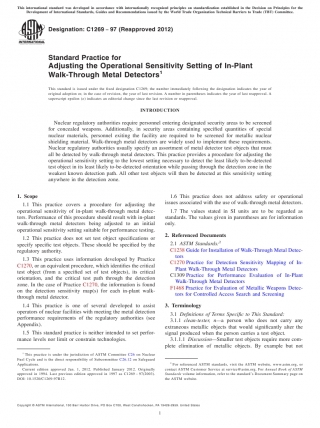 This international standard was developed in accordance with internationally recognized principles on standardization established in the Decision on Principles for the
Development of International Standards, Guides and Recommendations issued by the World Trade Organization Technical Barriers to Trade (TBT) Committee.
Designation: C1269 − 97 (Reapproved 2012)
INTERNATIONAL
Standard Practice for
Adjusting the Operational Sensitivity Setting of In-Plant
Walk-Through Metal Detectors1
This standard is issued under the fixed designation C1269; the number immediately following the designation indicates the year of
original adoption or, in the case of revision, the year of last revision. A number in parentheses indicates the year of last reapproval. A
superscript epsilon (ε) indicates an editorial change since the last revision or reapproval.
INTRODUCTION
Nuclear regulatory authorities require personnel entering designated security areas to be screened
for concealed weapons. Additionally, in security areas containing specified quantities of special
nuclear materials, personnel exiting the facility are required to be screened for metallic nuclear
shielding material. Walk-through metal detectors are widely used to implement these requirements.
Nuclear regulatory authorities usually specify an assortment of metal detector test objects that must
all be detected by walk-through metal detectors. This practice provides a procedure for adjusting the
operational sensitivity setting to the lowest setting necessary to detect the least likely-to-be-detected
test object in its least likely-to-be-detected orientation while passing through the detection zone in the
weakest known detection path. All other test objects will then be detected at this sensitivity setting
anywhere in the zone.
1. Scope
1.1 This practice covers a procedure for adjusting the
operational sensitivity of in-plant walk-through metal detec-
tors. Performance of this procedure should result in in-plant
walk-through metal detectors being adjusted to an initial
operational sensitivity setting suitable for performance testing.
1.2 This practice does not set test object specifications or
specify specific test objects. These should be specified by the
regulatory authority.
1.3 This practice uses information developed by Practice
C1270, or an equivalent procedure, which identifies the critical
test object (from a specified set of test objects), its critical
orientation, and the critical test path through the detection
zone. In the case of Practice C1270, the information is found
on the detection sensitivity map(s) for each in-plant walk-
through metal detector.
1.4 This practice is one of several developed to assist
operators of nuclear facilities with meeting the metal detection
performance requirements of the regulatory authorities (see
Appendix).
1.5 This standard practice is neither intended to set perfor-
mance levels nor limit or constrain technologies.
1 This practice is under the jurisdiction of ASTM Committee C26 on Nuclear
Fuel Cycle and is the direct responsibility of Subcommittee C26.12 on Safeguard
Applications.
Current edition approved Jan. 1, 2012. Published January 2012. Originally
approved in 1994. Last previous edition approved in 1997 as C1269 – 97(2003).
DOI: 10.1520/C1269-97R12.
1.6 This practice does not address safety or operational
issues associated with the use of walk-through metal detectors.
1.7 The values stated in SI units are to be regarded as
standards. The values given in parentheses are for information
only.
2. Referenced Documents
2.1 ASTM Standards:2
C1238 Guide for Installation of Walk-Through Metal Detec-
tors
C1270 Practice for Detection Sensitivity Mapping of In-
Plant Walk-Through Metal Detectors
C1309 Practice for Performance Evaluation of In-Plant
Walk-Through Metal Detectors
F1468 Practice for Evaluation of Metallic Weapons Detec-
tors for Controlled Access Search and Screening
3. Terminology
3.1 Definitions of Terms Specific to This Standard:
3.1.1 clean-tester, n—a person who does not carry any
extraneous metallic objects that would significantly alter the
signal produced when the person carries a test object.
3.1.1.1 Discussion—Smaller test objects require more com-
plete elimination of metallic objects. By example but not
2 For referenced ASTM standards, visit the ASTM website, www.astm.org, or
contact ASTM Customer Service at service@astm.org. For Annual Book of ASTM
Standards volume information, refer to the standard's Document Summary page on
the ASTM website.
Copyright © ASTM International, 100 Barr Harbor Drive, PO Box C700, West Conshohocken, PA 19428-2959. United States
1